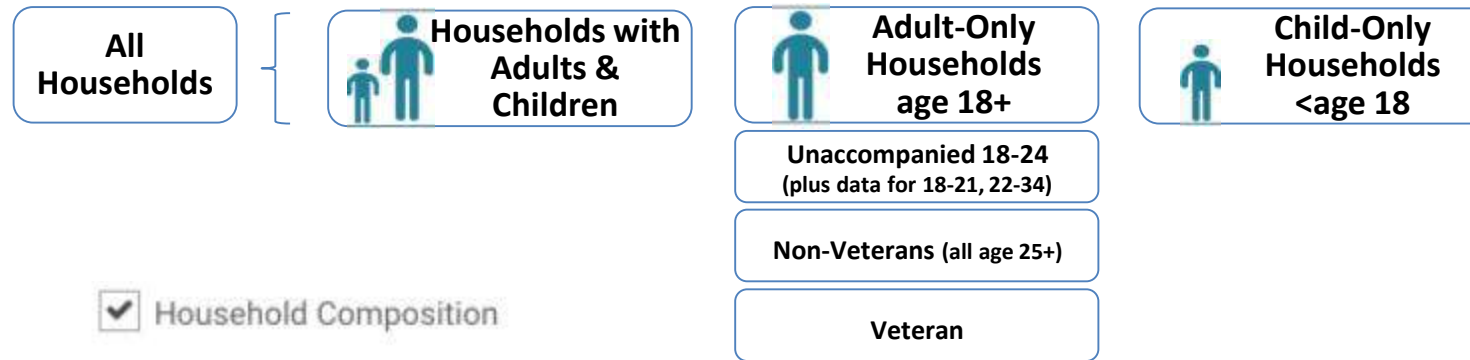 All
Households
Households with
Adults &
Children
Adult-Only
Households
age 18+
Child-Only
Households
<age 18
Unaccompanied 18-24
(plus data for 18-21, 22-34)
Non-Veterans (all age 25+)
Veteran
Household Composition